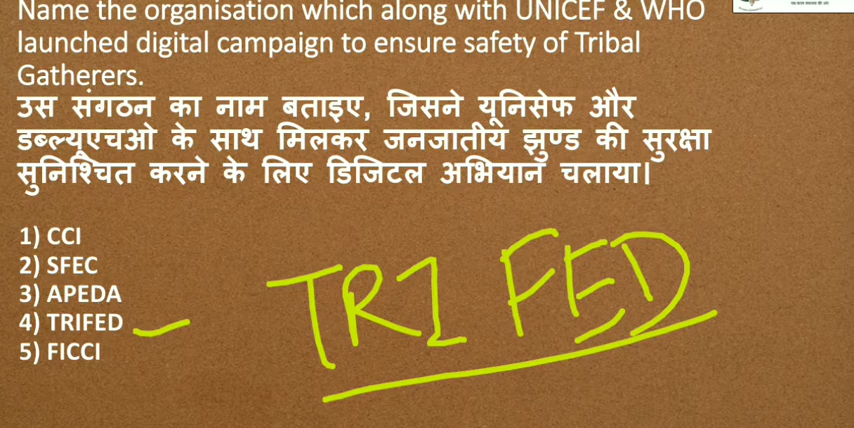 Name the organisation which along with UNICEF & WHO
launched digital campaign to ensure safety of Tribal
Gatherers.
उस संगठन का नाम बताइए, जिसने यूनिसेफ और
डब्ल्यूएचओ के साथ मिलकर जनजातीय झुण्ड की सुरक्षा
सुनिश्चित करने के लिए डिजिटल अभियान चलाया।
1) CCI
2) SFEC
3) APEDA
4) TRIFED
5) FICCI
TRI FED